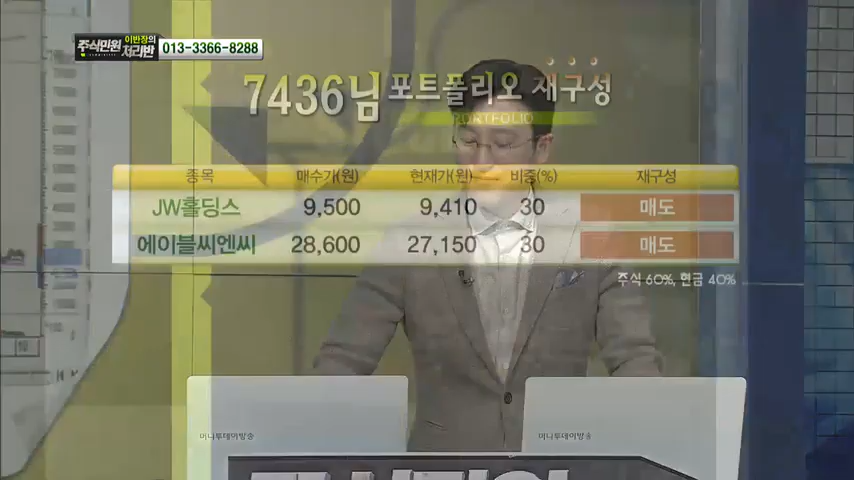 주식민원 이반장의 처리반 013-3366-8288
7436님 포트폴리오 재구성
PORTFOLIO
종목 매수가(원) 현재가(원) 비중(%) 재구성
JW홀딩스 9,500 9,410 30 매도
에이블씨엔씨 28,600 27,150 30 매도
주식 60%, 현금 40%
머니투데이방송 머니투데이방송